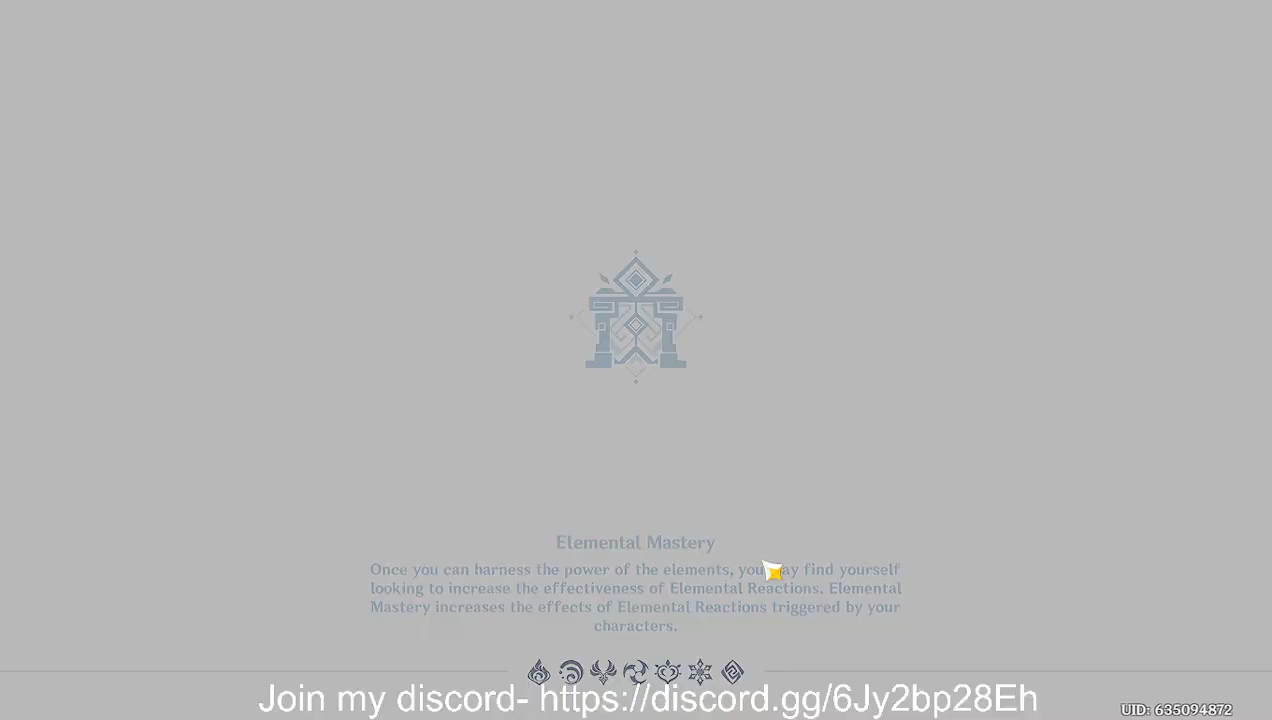 Elemental Mastery
Once you can harness the power of the elements, you may find yourself
looking to increase the effectiveness of Elemental Reactions. Elemental
Mastery increases the effects of Elemental Reactions triggered by your
characters.
Join my discord- https://discord.gg/6Jy2bp28Eh
UID: 635094872